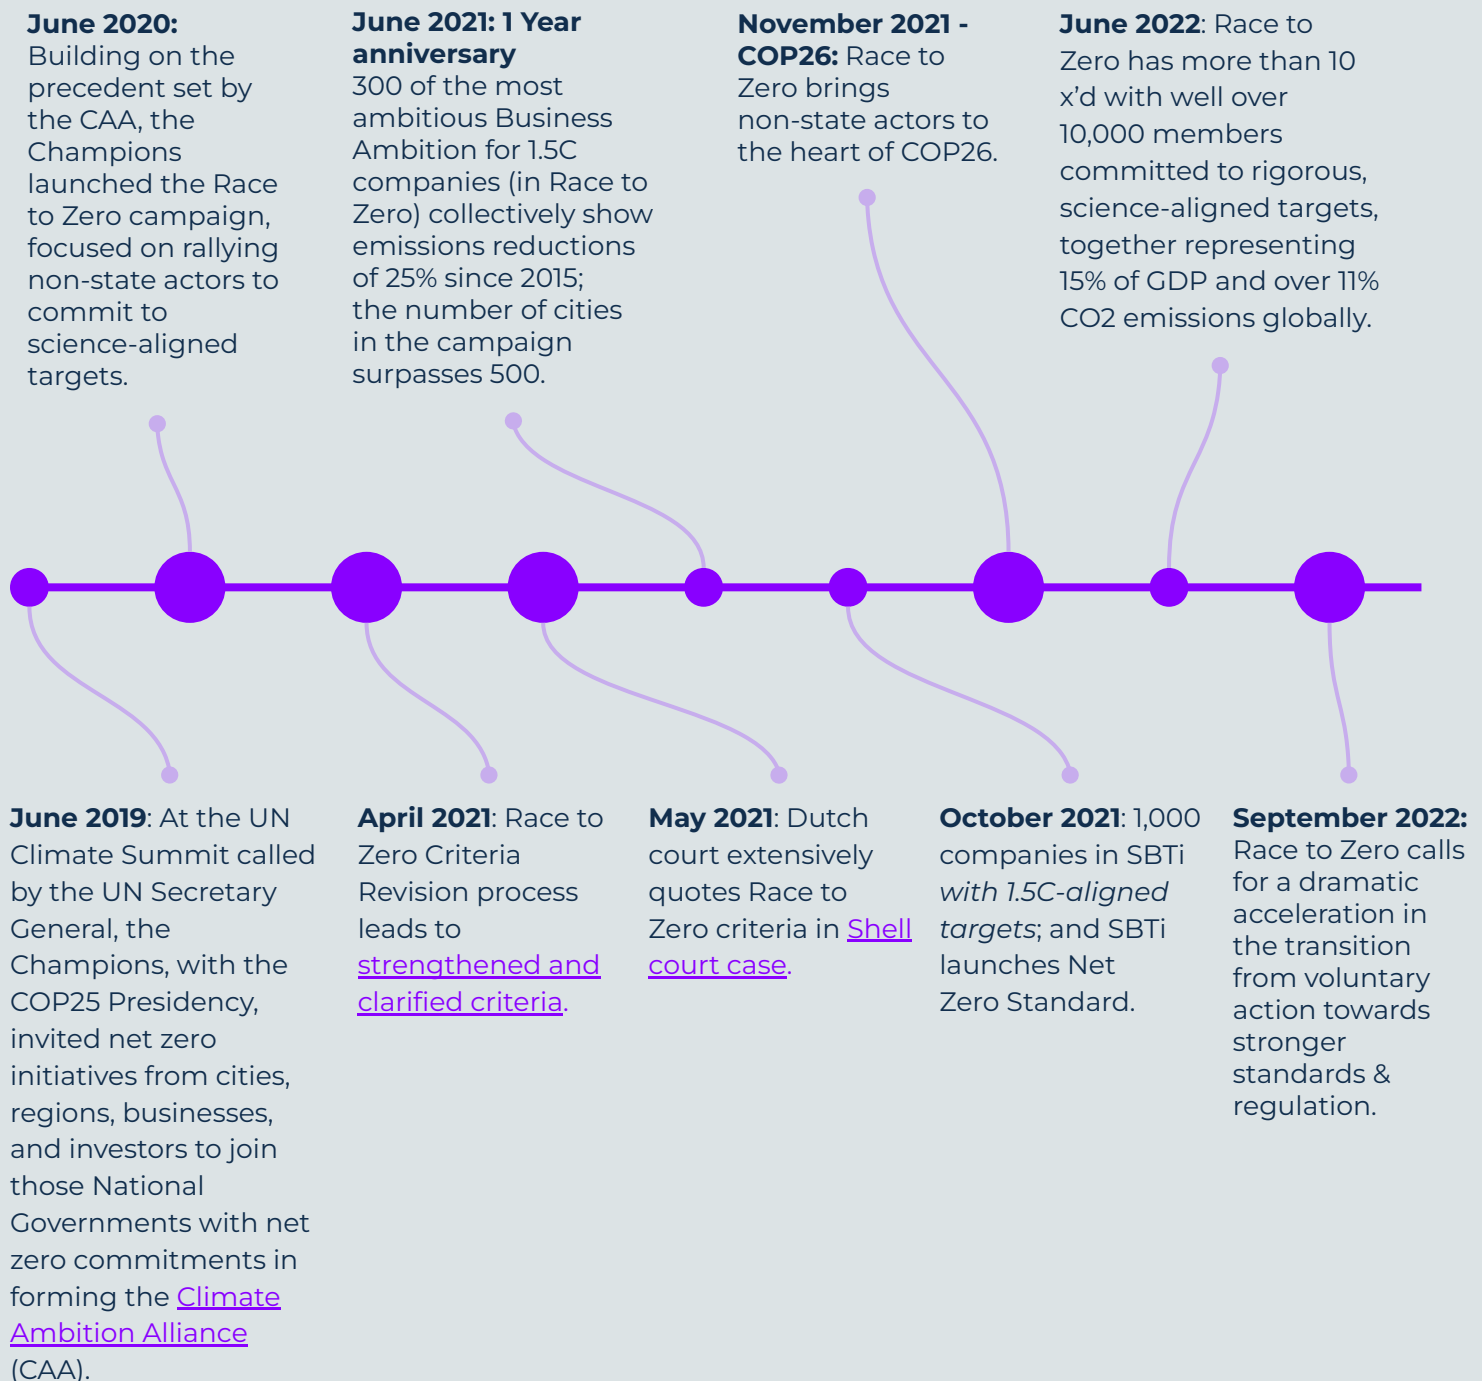 June 2020:
Building on the
precedent set by
the CAA, the
Champions
launched the Race
to Zero campaign,
focused on rallying
non-state actors to
commit to
science-aligned
targets.
June 2021: 1 Year
anniversary
300 of the most
ambitious Business
Ambition for 1.5C
companies (in Race to
Zero) collectively show
emissions reductions
of 25% since 2015;
the number of cities
in the campaign
surpasses 500.
November 2021 -
COP26: Race to
Zero brings
non-state actors to
the heart of COP26.
June 2022: Race to
Zero has more than 10
x’d with well over
10,000 members
committed to rigorous,
science-aligned targets,
together representing
15% of GDP and over 11%
CO2 emissions globally.
June 2019: At the UN
Climate Summit called
by the UN Secretary
General, the
Champions, with the
COP25 Presidency,
invited net zero
initiatives from cities,
regions, businesses,
and investors to join
those National
Governments with net
zero commitments in
forming the Climate
Ambition Alliance
(CAA).
April 2021: Race to
Zero Criteria
Revision process
leads to
strengthened and
clarified criteria.
May 2021: Dutch
court extensively
quotes Race to
Zero criteria in Shell
court case.
October 2021: 1,000
companies in SBTi
with 1.5C-aligned
targets; and SBTi
launches Net
Zero Standard.
September 2022:
Race to Zero calls
for a dramatic
acceleration in
the transition
from voluntary
action towards
stronger
standards &
regulation.